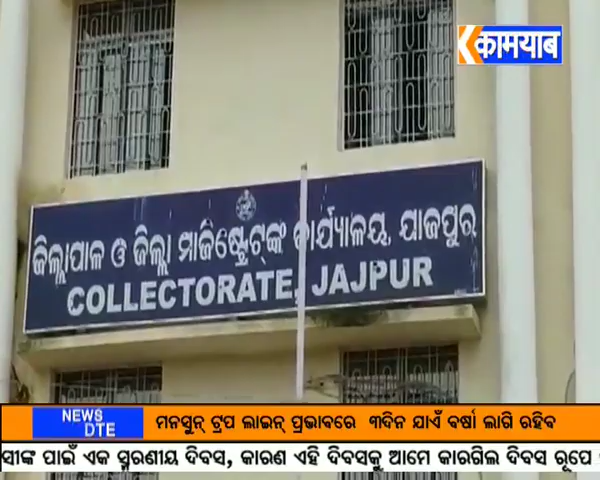 କାମୟାବ
ଜିଲ୍ଲାପାଳ ଓ ଜିଲ୍ଲା ମାଜିଷ୍ଟ୍ରେଟ୍‌ଙ୍କ କାର୍ଯ୍ୟାଳୟ, ଯାଜପୁର
COLLECTORATE, JAJPUR
NEWS
DTE
ମନସୁନ୍ ଟ୍ରପ ଲାଇନ୍ ପ୍ରଭାବରେ ୩ଦିନ ଯାଏଁ ବର୍ଷା ଲାଗି ରହିବ
ସୀଙ୍କ ପାଇଁ ଏକ ସ୍ମରଣୀୟ ଦିବସ, କାରଣ ଏହି ଦିବସକୁ ଆମେ କାରଗିଲ ଦିବସ ରୂପେ